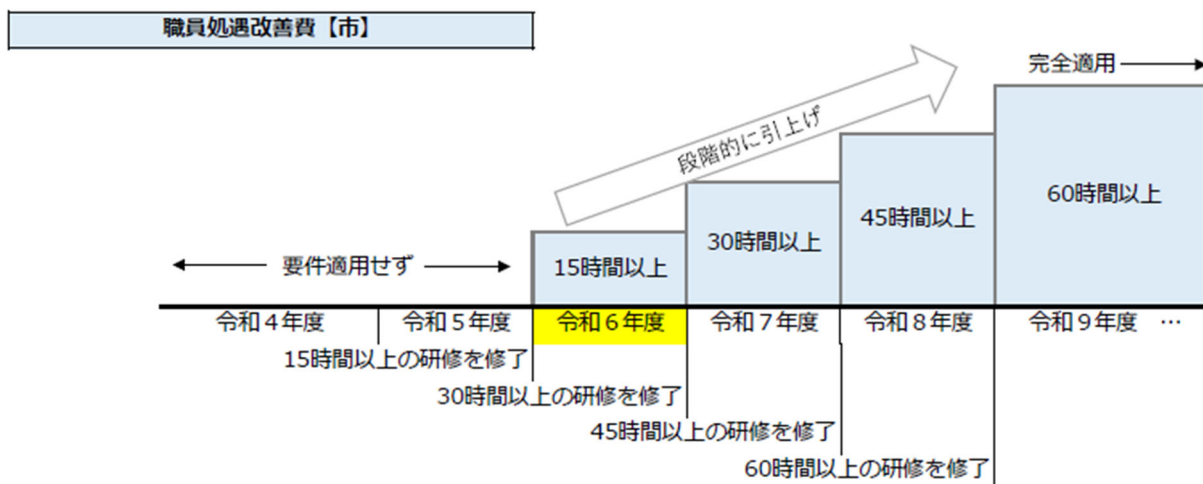 職員処遇改善費【市】
完全適用
段階的に引上げ
60時間以上
45時間以上
30時間以上
15時間以上
要件適用せず
令和4年度
令和5年度
令和6年度
令和7年度
令和8年度
令和9年度 …
15時間以上の研修を修了
30時間以上の研修を修了
45時間以上の研修を修了
60時間以上の研修を修了